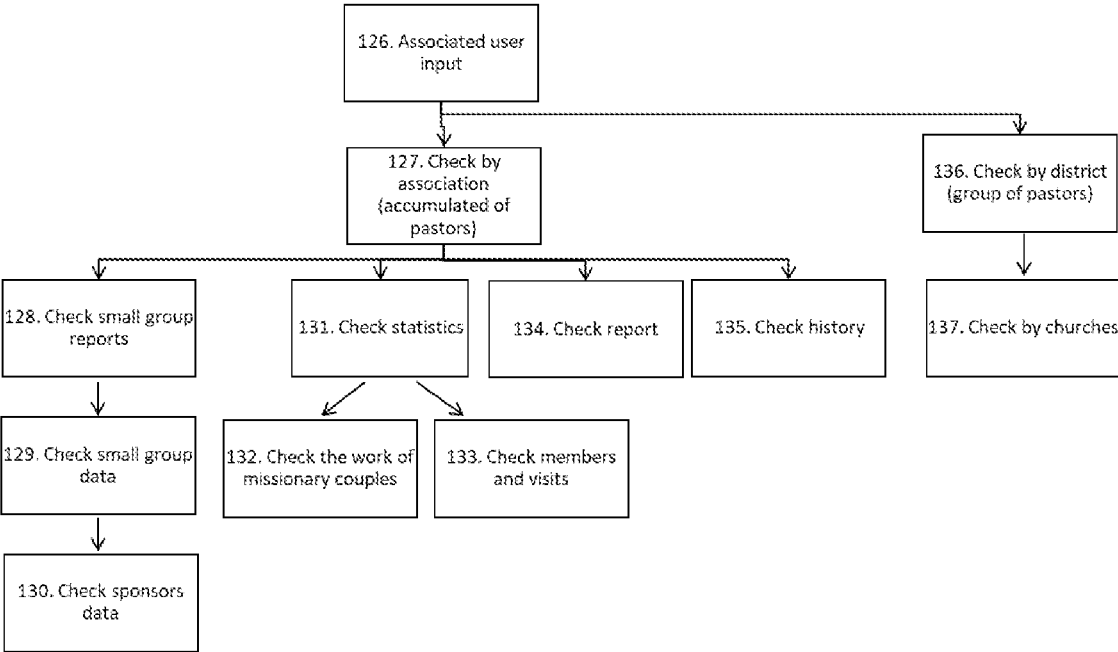 126. Associated user
input
127. Check by
association
(accumulated of
pastors)
136. Check by district
(group of pastors)
128. Check small group
reports
131. Check statistics
134. Check report
135. Check history
137. Check by churches
129. Check small group
data
132. Check the work of
missionary couples
133. Check members
and visits
130. Check sponsors
data